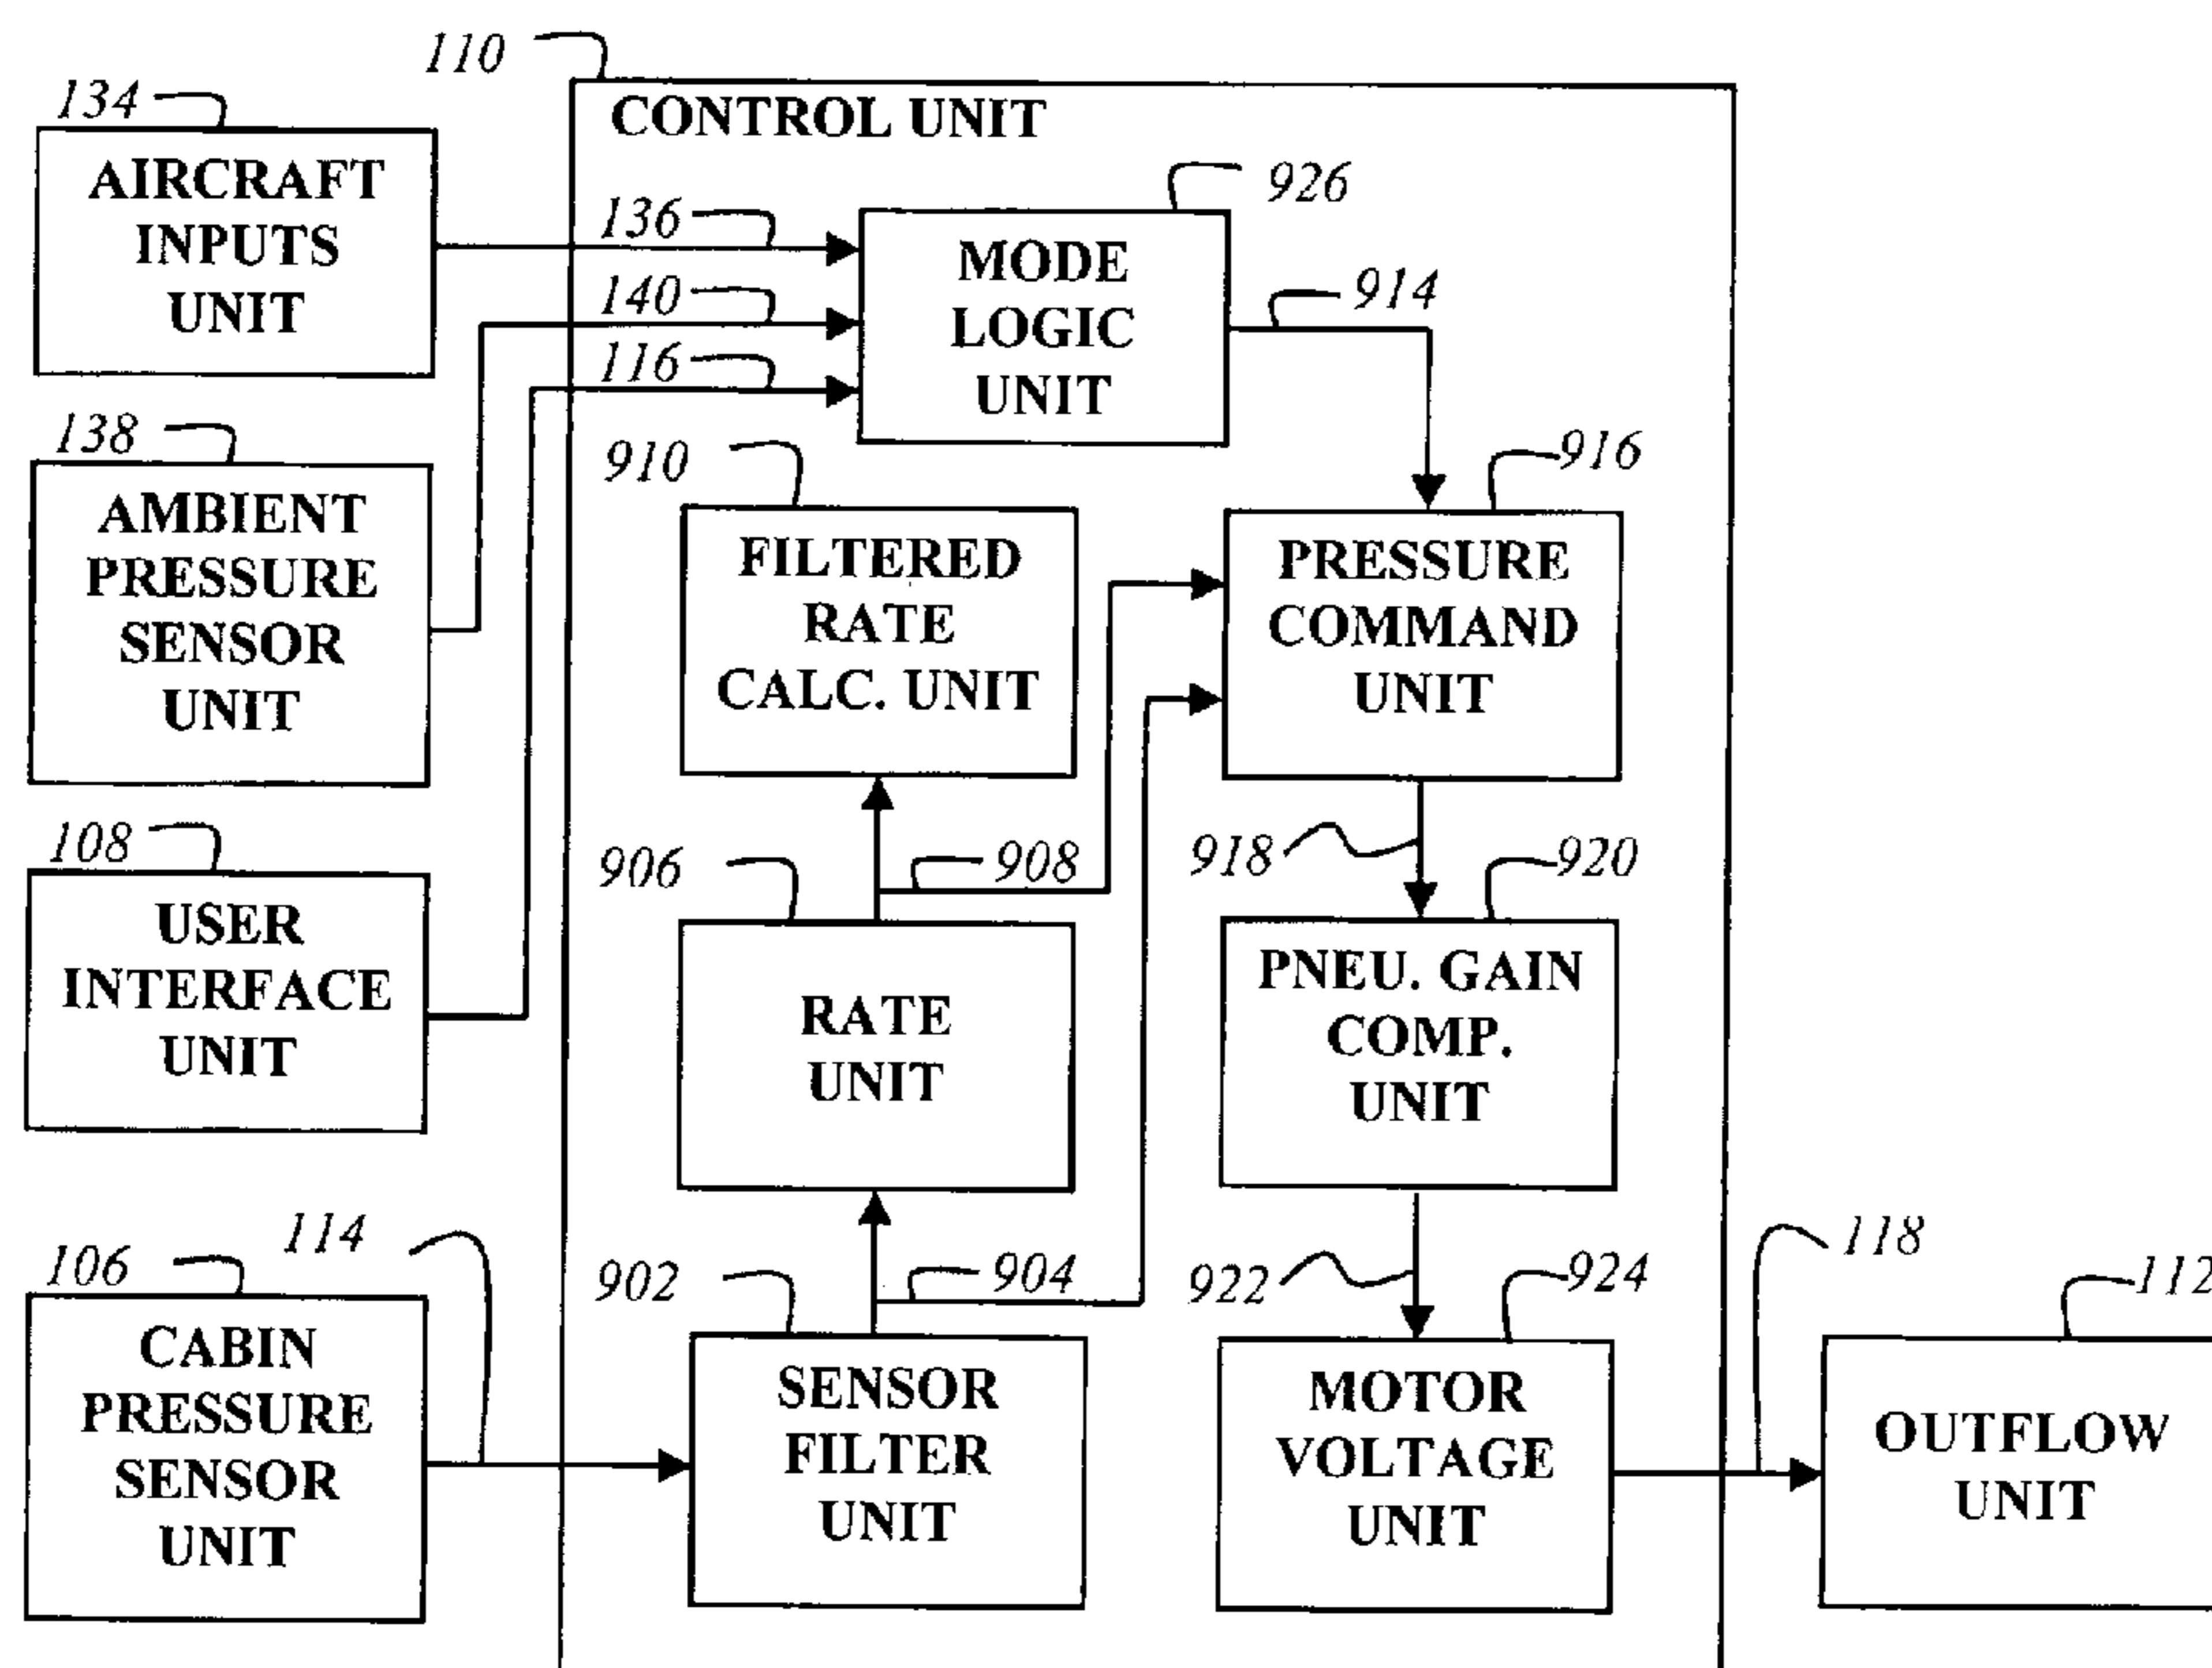 110
134
CONTROL UNIT
AIRCRAFT
INPUTS
UNIT
136
140
116
926
MODE
LOGIC
UNIT
914
138
AMBIENT
PRESSURE
SENSOR
UNIT
910
FILTERED
RATE
CALC. UNIT
916
PRESSURE
COMMAND
UNIT
108
USER
INTERFACE
UNIT
906
908
RATE
UNIT
918
920
PNEU. GAIN
COMP.
UNIT
106
114
CABIN
PRESSURE
SENSOR
UNIT
902
904
SENSOR
FILTER
UNIT
922
924
MOTOR
VOLTAGE
UNIT
118
112
OUTFLOW
UNIT